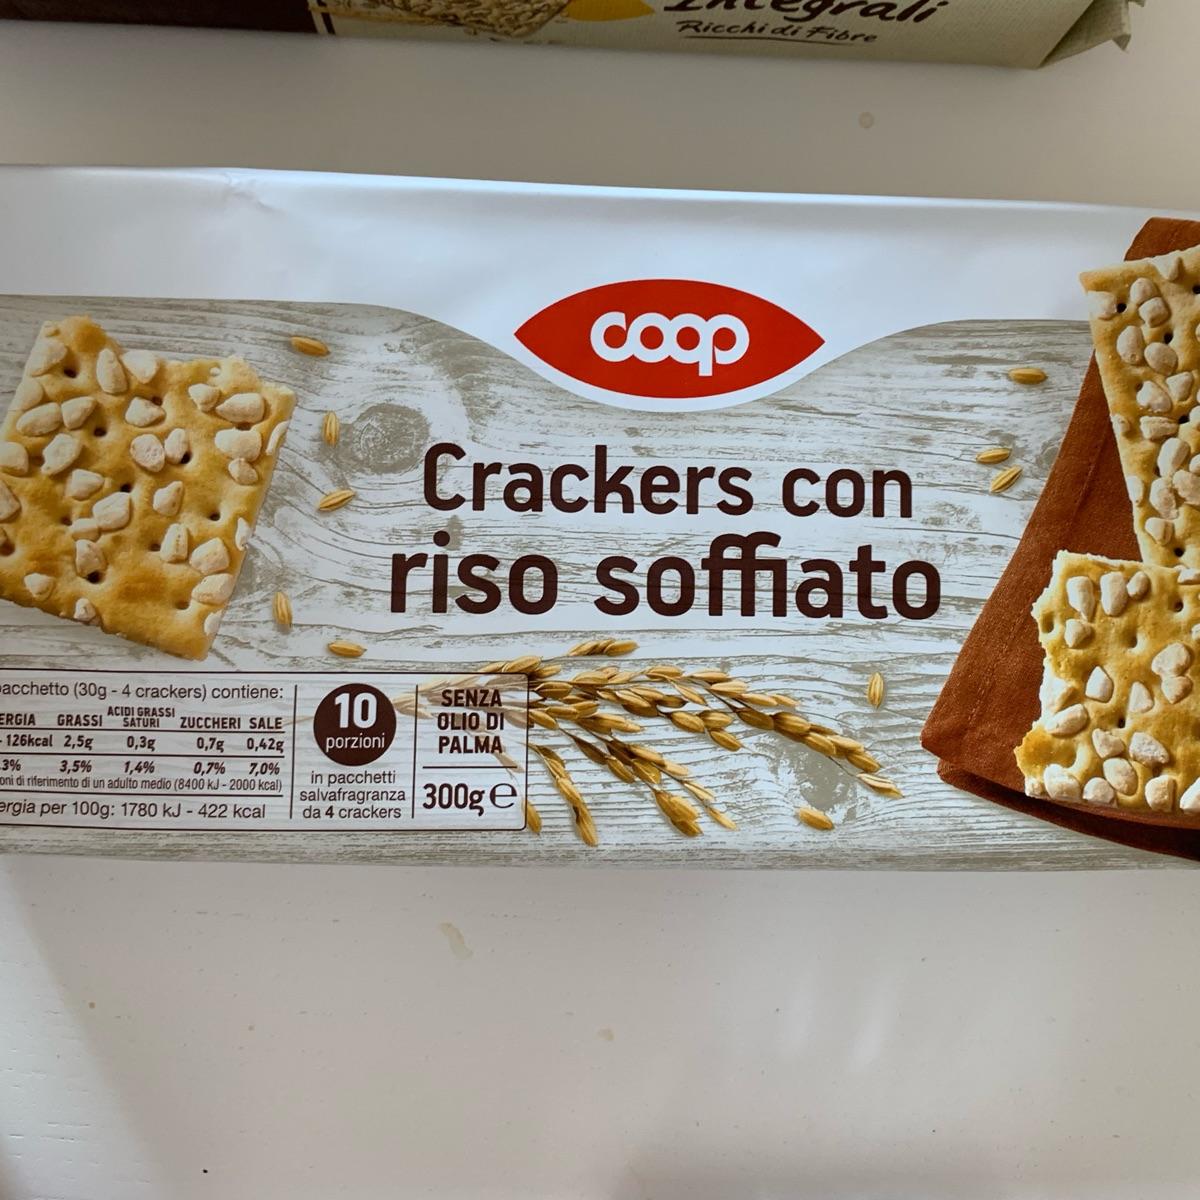 Integrali
Ricchi di Fibre
coop
Crackers con
riso soffiato
pacchetto (30g - 4 crackers) contiene:
ERGIA GRASSI ACIDI GRASSI SATURI ZUCCHERI SALE
- 126kcal 2,5g 0,3g 0,7g 0,42g
3% 3,5% 1,4% 0,7% 7,0%
oni di riferimento di un adulto medio (8400 kJ - 2000 kcal)
ergia per 100g: 1780 kJ - 422 kcal
10
porzioni
in pacchetti
salvafragranza
da 4 crackers
SENZA
OLIO DI
PALMA
300g e